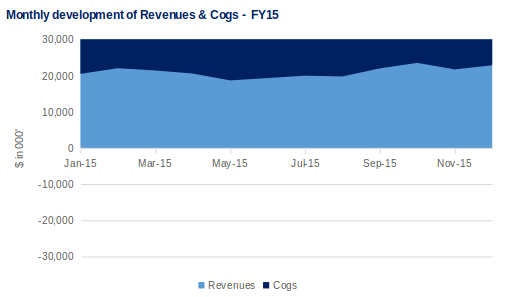 Monthly development of Revenues & Cogs - FY15
30,000
20,000
10,000
0
Jan-15 Mar-15 May-15 Jul-15 Sep-15 Nov-15
-10,000
-20,000
-30,000
$ in 000'
Revenues Cogs